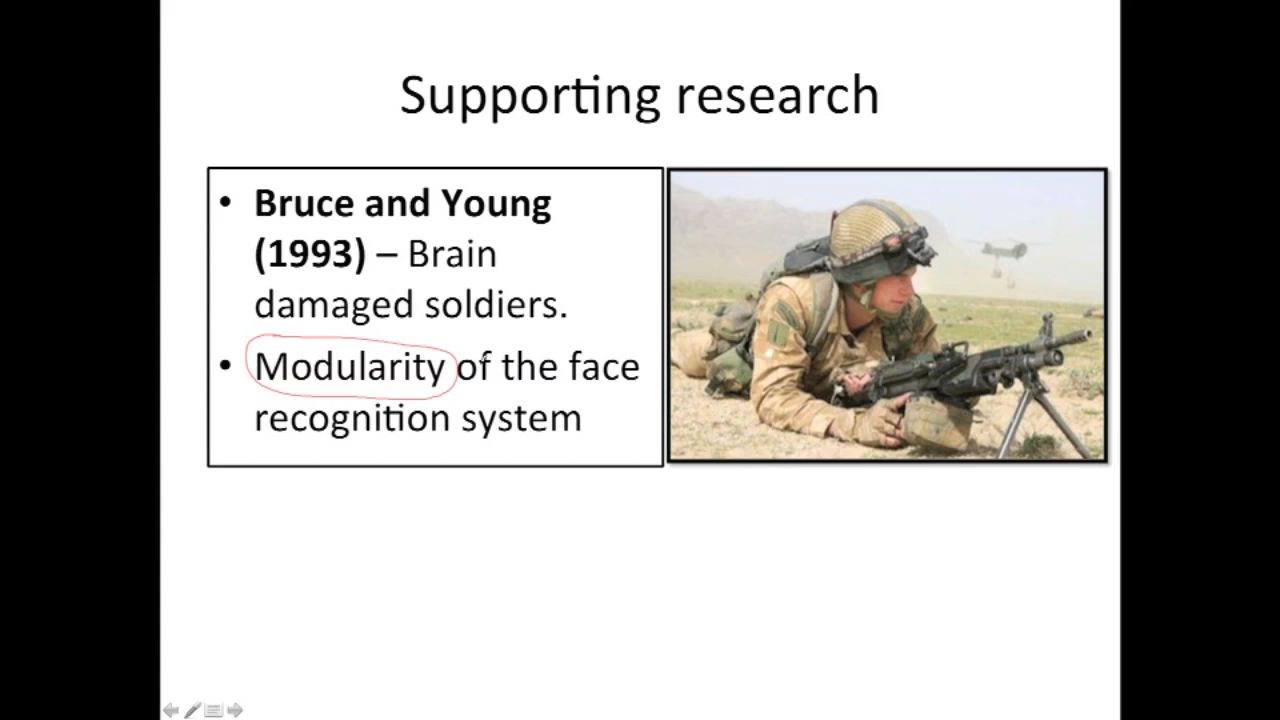 Supporting research
• Bruce and Young
(1993) – Brain
damaged soldiers.
• Modularity of the face
recognition system